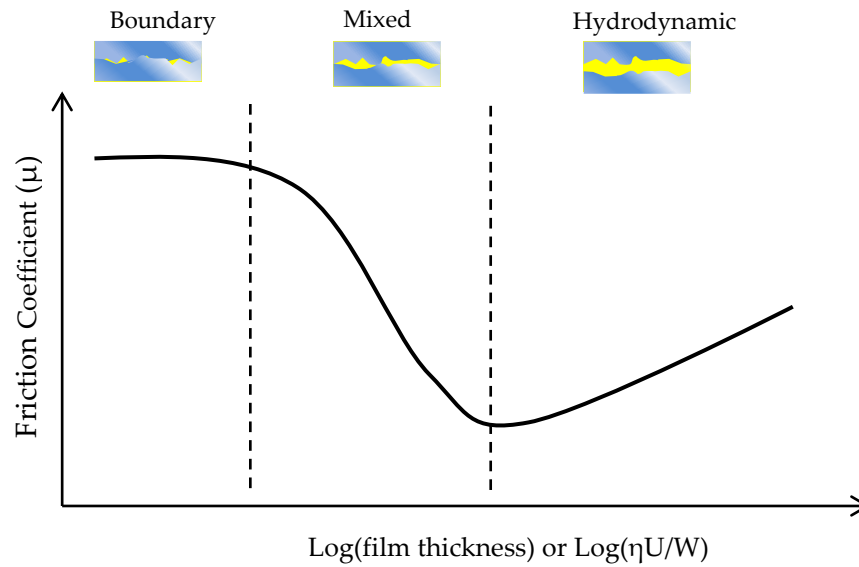 Boundary
Mixed
Hydrodynamic
Friction Coefficient (μ)
Log(film thickness) or Log(ηU/W)